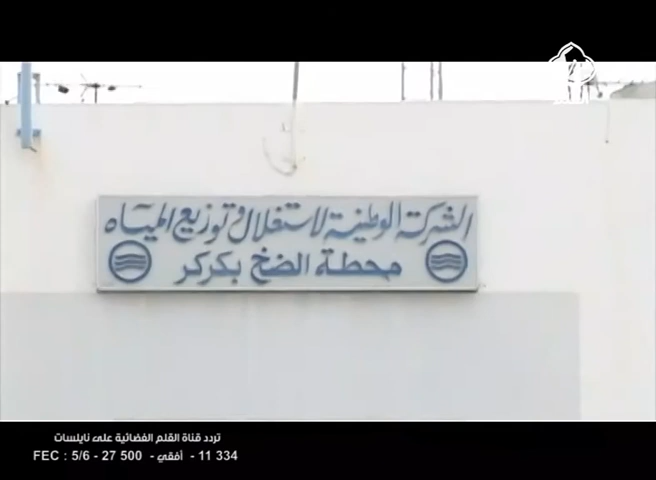 الشركة الوطنية لاستغلال و توزيع المياه
محطة الضخ بكركر
تردد قناة القلم الفضائية على نايلسات
FEC : 5/6 - 27 500 - أفقي - 11 334